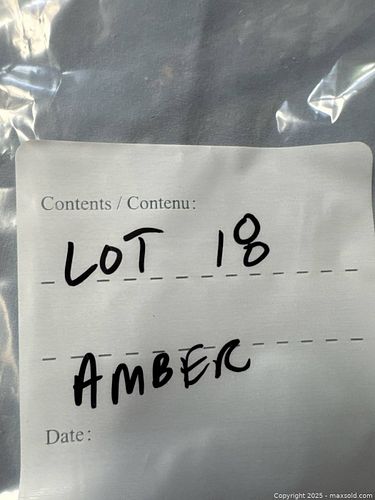 Contents / Contenu:
LOT 18
AMBER
Date:
Copyright 2025 - maxsold.com